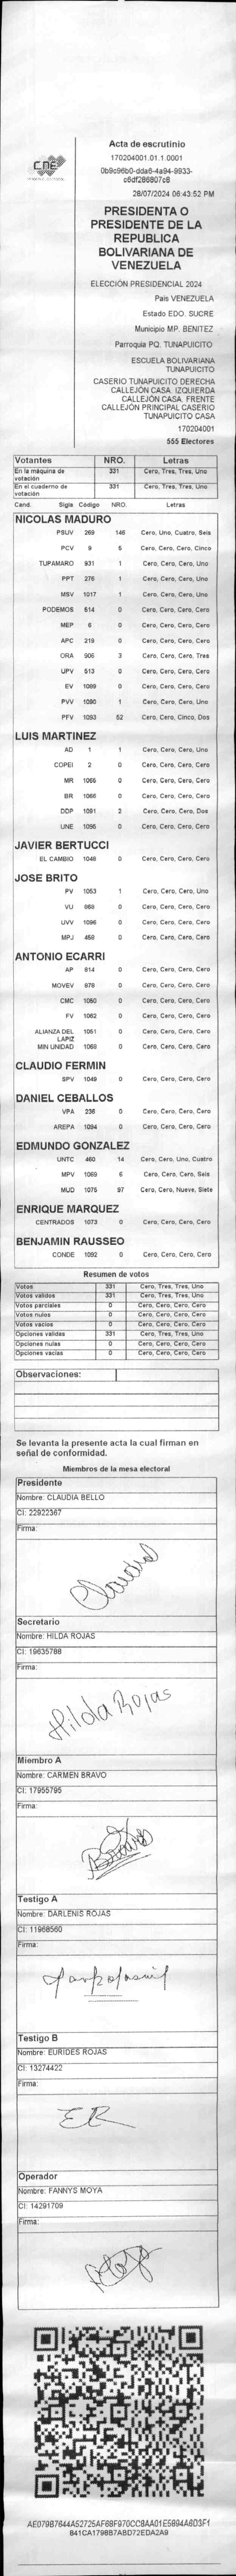 CNE
Acta de escrutinio
170204001.01.1.0001
0b9c96b0-dda6-4a94-9933-
c6df286807c6
28/07/2024 06:43:52 PM
PRESIDENTA O
PRESIDENTE DE LA
REPUBLICA
BOLIVARIANA DE
VENEZUELA
ELECCIÓN PRESIDENCIAL 2024
País VENEZUELA
Estado EDO. SUCRE
Municipio MP. BENITEZ
Parroquia PQ. TUNAPUICITO
ESCUELA BOLIVARIANA
TUNAPUICITO
CASERIO TUNAPUICITO DERECHA
CALLEJÓN CASA. IZQUIERDA
CALLEJÓN CASA. FRENTE
CALLEJÓN PRINCIPAL CASERIO
TUNAPUICITO CASA
170204001
555 Electores
Votantes NRO. Letras
En la máquina de votación 331 Cero, Tres, Tres, Uno
En el cuaderno de votación 331 Cero, Tres, Tres, Uno
Cand. Sigla Código NRO. Letras
NICOLAS MADURO
PSUV 269 146 Cero, Uno, Cuatro, Seis
PCV 9 5 Cero, Cero, Cero, Cinco
TUPAMARO 931 1 Cero, Cero, Cero, Uno
PPT 276 1 Cero, Cero, Cero, Uno
MSV 1017 1 Cero, Cero, Cero, Uno
PODEMOS 514 0 Cero, Cero, Cero, Cero
MEP 6 0 Cero, Cero, Cero, Cero
APC 219 0 Cero, Cero, Cero, Cero
ORA 906 3 Cero, Cero, Cero, Tres
UPV 513 0 Cero, Cero, Cero, Cero
EV 1089 0 Cero, Cero, Cero, Cero
PVV 1090 1 Cero, Cero, Cero, Uno
PFV 1093 52 Cero, Cero, Cinco, Dos
LUIS MARTINEZ
AD 1 1 Cero, Cero, Cero, Uno
COPEI 2 0 Cero, Cero, Cero, Cero
MR 1065 0 Cero, Cero, Cero, Cero
BR 1066 0 Cero, Cero, Cero, Cero
DDP 1091 2 Cero, Cero, Cero, Dos
UNE 1095 0 Cero, Cero, Cero, Cero
JAVIER BERTUCCI
EL CAMBIO 1048 0 Cero, Cero, Cero, Cero
JOSE BRITO
PV 1053 1 Cero, Cero, Cero, Uno
VU 868 0 Cero, Cero, Cero, Cero
UVV 1096 0 Cero, Cero, Cero, Cero
MPJ 458 0 Cero, Cero, Cero, Cero
ANTONIO ECARRI
AP 814 0 Cero, Cero, Cero, Cero
MOVEV 979 0 Cero, Cero, Cero, Cero
CMC 1050 0 Cero, Cero, Cero, Cero
FV 1062 0 Cero, Cero, Cero, Cero
ALIANZA DEL LAPIZ 1051 0 Cero, Cero, Cero, Cero
MIN UNIDAD 1058 0 Cero, Cero, Cero, Cero
CLAUDIO FERMIN
SPV 1049 0 Cero, Cero, Cero, Cero
DANIEL CEBALLOS
VPA 236 0 Cero, Cero, Cero, Cero
AREPA 1094 0 Cero, Cero, Cero, Cero
EDMUNDO GONZALEZ
UNTC 460 14 Cero, Cero, Uno, Cuatro
MPV 1069 6 Cero, Cero, Cero, Seis
MUD 1075 97 Cero, Cero, Nueve, Siete
ENRIQUE MARQUEZ
CENTRADOS 1073 0 Cero, Cero, Cero, Cero
BENJAMIN RAUSSEO
CONDE 1092 0 Cero, Cero, Cero, Cero
Resumen de votos
Votos 331 Cero, Tres, Tres, Uno
Votos validos 331 Cero, Tres, Tres, Uno
Votos parciales 0 Cero, Cero, Cero, Cero
Votos nulos 0 Cero, Cero, Cero, Cero
Votos vacíos 0 Cero, Cero, Cero, Cero
Opciones validas 331 Cero, Tres, Tres, Uno
Opciones nulas 0 Cero, Cero, Cero, Cero
Opciones vacias 0 Cero, Cero, Cero, Cero
Observaciones:
Se levanta la presente acta la cual firman en
señal de conformidad.
Miembros de la mesa electoral
Presidente
Nombre: CLAUDIA BELLO
CI: 22922367
Firma:
Claudia
Secretario
Nombre: HILDA ROJAS
CI: 19635788
Firma:
Hilda Rojas
Miembro A
Nombre: CARMEN BRAVO
CI: 17955795
Firma:
Testigo A
Nombre: DARLENIS ROJAS
CI: 11968560
Firma:
Testigo B
Nombre: EURIDES ROJAS
CI: 13274422
Firma:
ER
Operador
Nombre: FANNYS MOYA
CI: 14291709
Firma:
AE079B7644A52725AF68F970CC8AA01E5894A6D3F1
841CA1798B7ABD72EDA2A9